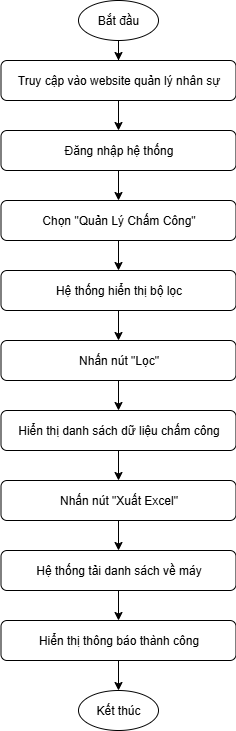 Bắt đầu
Truy cập vào website quản lý nhân sự
Đăng nhập hệ thống
Chọn "Quản Lý Chấm Công"
Hệ thống hiển thị bộ lọc
Nhấn nút "Lọc"
Hiển thị danh sách dữ liệu chấm công
Nhấn nút "Xuất Excel"
Hệ thống tải danh sách về máy
Hiển thị thông báo thành công
Kết thúc